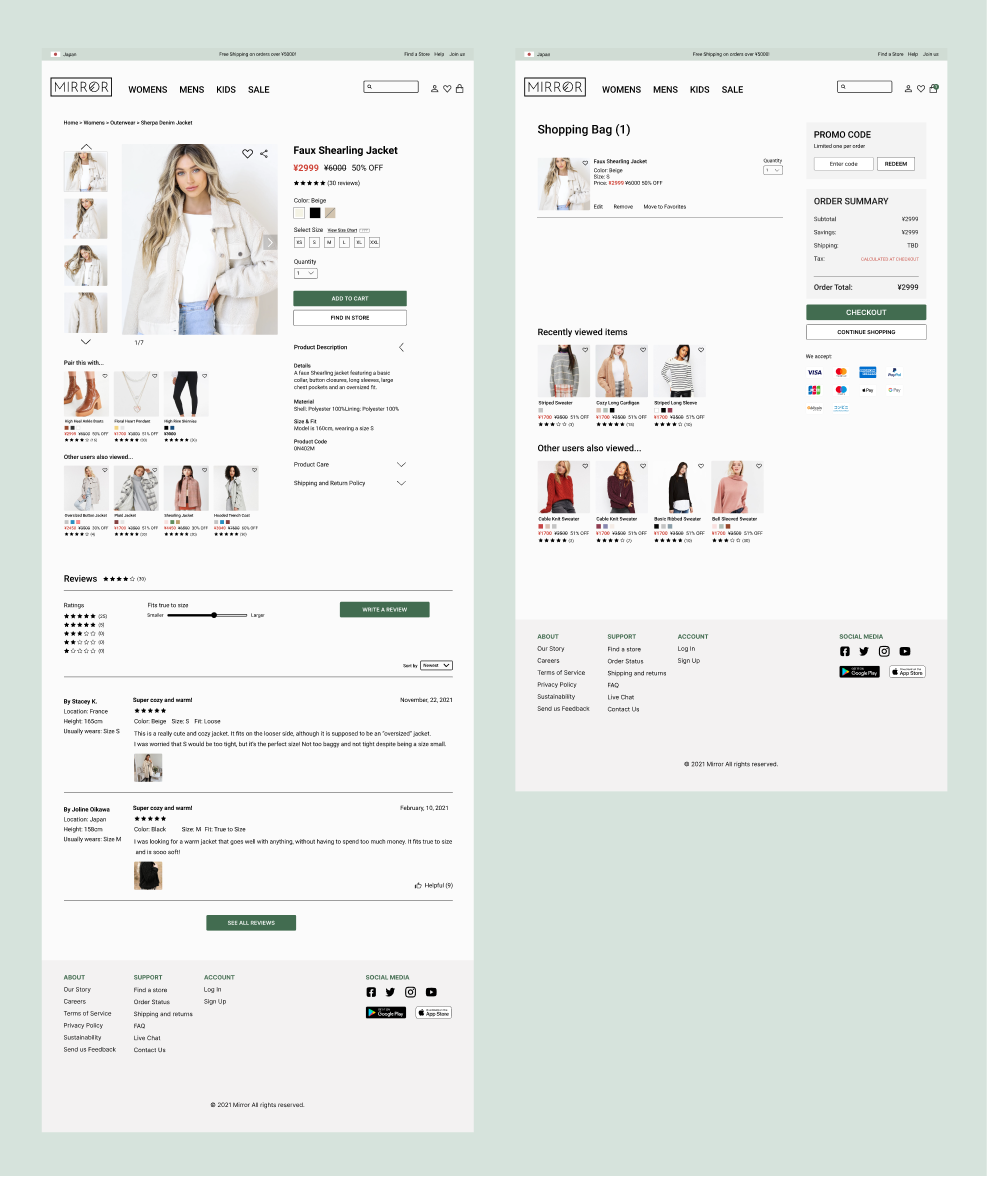 Japan
Free Shipping on orders over ¥5000!
Find a Store Help Join us
MIRROR
WOMENS MENS KIDS SALE
Home > Womens > Outerwear > Sherpa Denim Jacket
Faux Shearling Jacket
¥2999 ¥6000 50% OFF
(30 reviews)
Color: Beige
Select Size View Size Chart
XS S M L XL XXL
Quantity
1
ADD TO CART
FIND IN STORE
1/7
Product Description
Details
A faux Shearling jacket featuring a basic
collar, button closures, long sleeves, large
chest pockets and an oversized fit.
Material
Shell: Polyester 100%Lining: Polyester 100%
Size & Fit
Model is 160cm, wearing a size S
Product Code
0N402M
Product Care
Shipping and Return Policy
Pair this with...
High Heel Ankle Boots
50% OFF
Floral Heart Pendant
¥1700 ¥3500 51% OFF
(30)
High Rise Skinnies
(30)
Other users also viewed...
Oversized Button Jacket
¥2450 ¥3500 30% OFF
Plaid Jacket
¥1700 ¥3500 51% OFF
(30)
Shearling Jacket
50% OFF
Hooded Trench Coat
50% OFF
Reviews (30)
Ratings
(25)
(5)
(0)
(0)
(0)
Fits true to size
Smaller Larger
WRITE A REVIEW
Sort by Newest
By Stacey K.
Location: France
Height: 165cm
Usually wears: Size S
Super cozy and warm!
November, 22, 2021
Color: Beige Size: S Fit: Loose
This is a really cute and cozy jacket. It fits on the looser side, although it is supposed to be an "oversized" jacket.
I was worried that S would be too tight, but it's the perfect size! Not too baggy and not tight despite being a size small.
By Joline Oikawa
Location: Japan
Height: 158cm
Usually wears: Size M
Super cozy and warm!
February, 10, 2021
Color: Black Size: M Fit: True to Size
I was looking for a warm jacket that goes well with anything, without having to spend too much money. It fits true to size
and is sooo soft!
Helpful (9)
SEE ALL REVIEWS
ABOUT
Our Story
Careers
Terms of Service
Privacy Policy
Sustainability
Send us Feedback
SUPPORT
Find a store
Order Status
Shipping and returns
FAQ
Live Chat
Contact Us
ACCOUNT
Log In
Sign Up
SOCIAL MEDIA
Google Play
App Store
© 2021 Mirror All rights reserved.
Japan
Free Shipping on orders over ¥5000!
Find a Store Help Join us
MIRROR
WOMENS MENS KIDS SALE
Shopping Bag (1)
Faux Shearling Jacket
Color: Beige
Size: S
Price: ¥2999 ¥6000 50% OFF
Quantity
1
Edit Remove Move to Favorites
PROMO CODE
Limited one per order
Enter code
REDEEM
ORDER SUMMARY
Subtotal ¥2999
Savings: ¥2999
Shipping: TBD
Tax: CALCULATED AT CHECKOUT
Order Total: ¥2999
CHECKOUT
CONTINUE SHOPPING
We accept:
VISA
PayPal
JCB
Pay
G Pay
Recently viewed items
Striped Sweater
¥1700 ¥3500 51% OFF
Cozy Long Cardigan
¥1700 ¥3500 51% OFF
Striped Long Sleeve
¥1700 ¥3500 51% OFF
(10)
Other users also viewed...
Cable Knit Sweater
¥1700 ¥3500 51% OFF
Cable Knit Sweater
¥1700 ¥3500 51% OFF
Basic Ribbed Sweater
¥1700 ¥3500 51% OFF
(10)
Bell Sleeved Sweater
¥1700 ¥3500 51% OFF
(30)
ABOUT
Our Story
Careers
Terms of Service
Privacy Policy
Sustainability
Send us Feedback
SUPPORT
Find a store
Order Status
Shipping and returns
FAQ
Live Chat
Contact Us
ACCOUNT
Log In
Sign Up
SOCIAL MEDIA
Google Play
App Store
© 2021 Mirror All rights reserved.